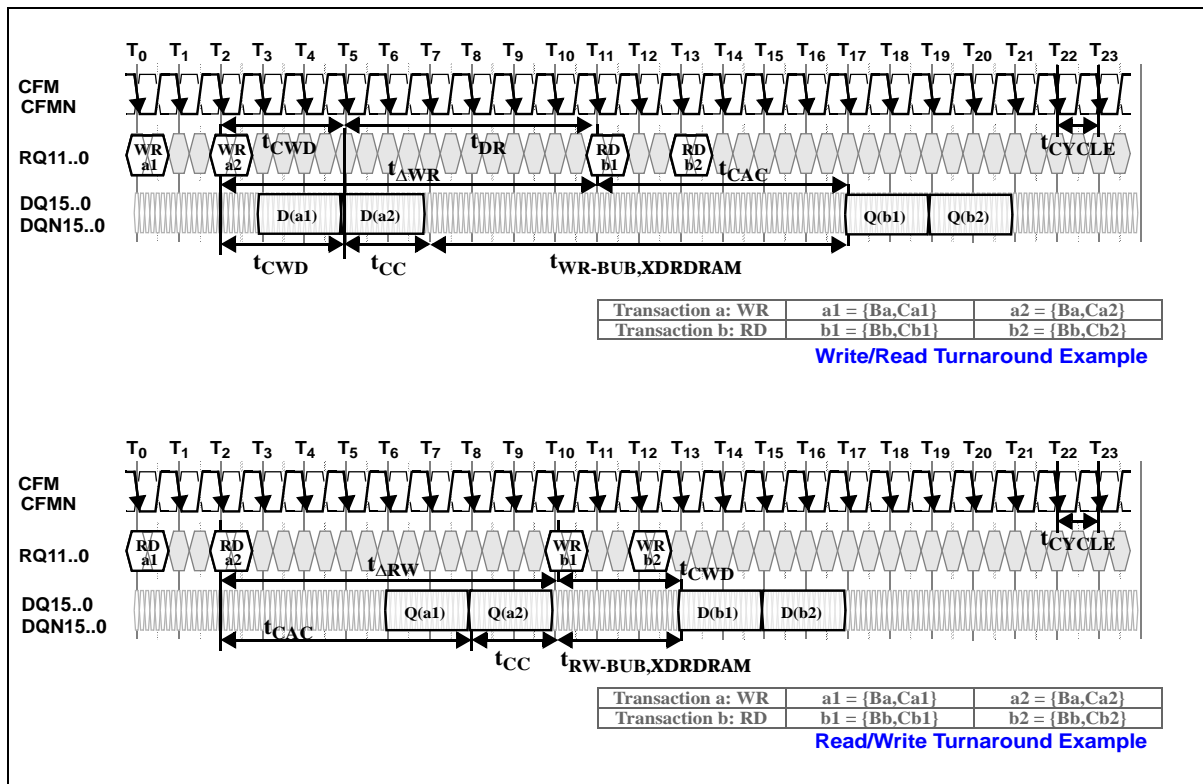 T0 T1 T2 T3 T4 T5 T6 T7 T8 T9 T10 T11 T12 T13 T14 T15 T16 T17 T18 T19 T20 T21 T22 T23
CFM
CFMN
tCWD tDR tCYCLE
RQ11..0 WR a1 WR a2 RD b1 RD b2
tΔWR tCAC
DQ15..0
DQN15..0
D(a1) D(a2) Q(b1) Q(b2)
tCWD tCC tWR-BUB,XDRDRAM
Transaction a: WR a1 = {Ba,Ca1} a2 = {Ba,Ca2}
Transaction b: RD b1 = {Bb,Cb1} b2 = {Bb,Cb2}
Write/Read Turnaround Example
T0 T1 T2 T3 T4 T5 T6 T7 T8 T9 T10 T11 T12 T13 T14 T15 T16 T17 T18 T19 T20 T21 T22 T23
CFM
CFMN
RQ11..0 RD a1 RD a2 WR b1 WR b2 tCYCLE
tΔRW tCWD
DQ15..0
DQN15..0
Q(a1) Q(a2) D(b1) D(b2)
tCAC tCC tRW-BUB,XDRDRAM
Transaction a: WR a1 = {Ba,Ca1} a2 = {Ba,Ca2}
Transaction b: RD b1 = {Bb,Cb1} b2 = {Bb,Cb2}
Read/Write Turnaround Example